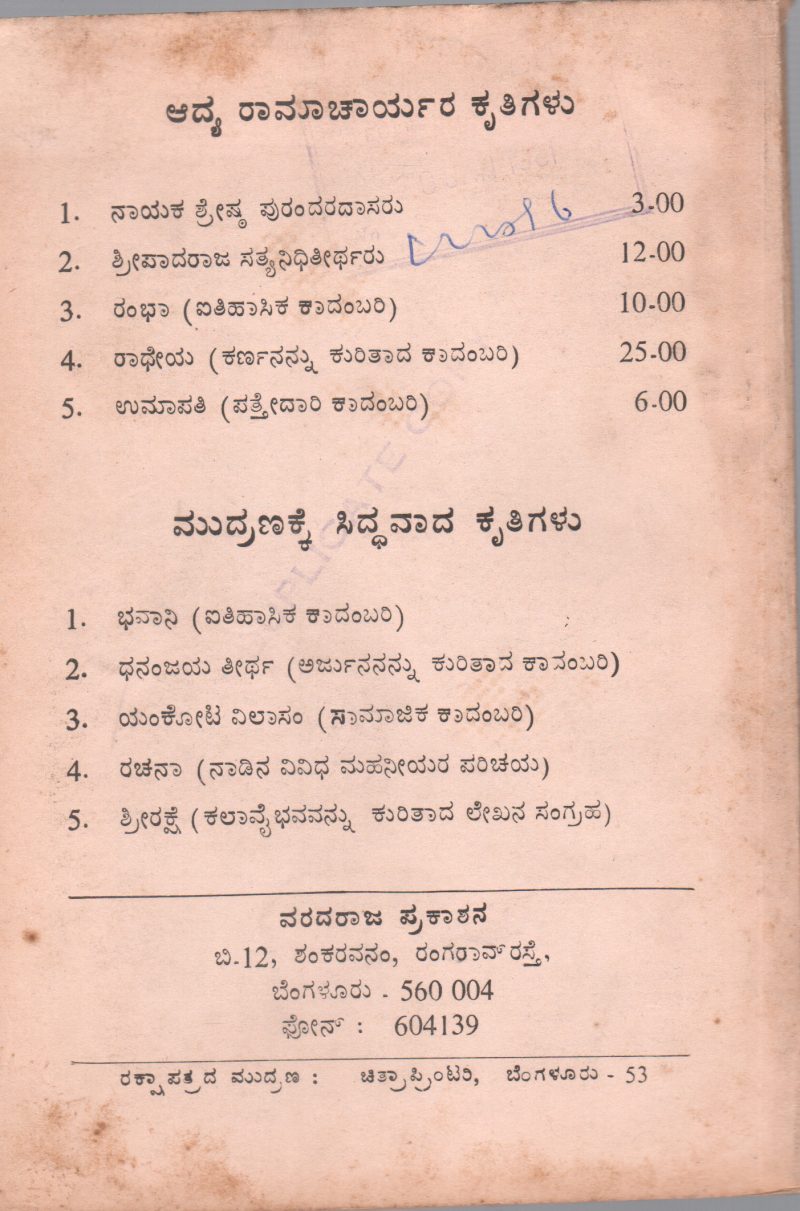 ಆದ್ಯ ರಾಮಾಚಾರ್ಯರ ಕೃತಿಗಳು
1. ನಾಯಕ ಶ್ರೇಷ್ಠ ಪುರಂದರದಾಸರು 3-00
2. ಶ್ರೀಪಾದರಾಜ ಸತ್ಯನಿಧಿತೀರ್ಥರು 12-00
3. ರಂಭಾ (ಐತಿಹಾಸಿಕ ಕಾದಂಬರಿ) 10-00
4. ರಾಧೇಯ (ಕರ್ಣನನ್ನು ಕುರಿತಾದ ಕಾದಂಬರಿ) 25-00
5. ಉಮಾಪತಿ (ಪತ್ತೇದಾರಿ ಕಾದಂಬರಿ) 6-00
ಮುದ್ರಣಕ್ಕೆ ಸಿದ್ಧವಾದ ಕೃತಿಗಳು
1. ಭವಾನಿ (ಐತಿಹಾಸಿಕ ಕಾದಂಬರಿ)
2. ಧನಂಜಯ ತೀರ್ಥ (ಅರ್ಜುನನನ್ನು ಕುರಿತಾದ ಕಾದಂಬರಿ)
3. ಯಂಕೋಟ ವಿಲಾಸಂ (ಸಾಮಾಜಿಕ ಕಾದಂಬರಿ)
4. ರಚನಾ (ನಾಡಿನ ವಿವಿಧ ಮಹನೀಯರ ಪರಿಚಯ)
5. ಶ್ರೀರಕ್ಷೆ (ಕಲಾವೈಭವವನ್ನು ಕುರಿತಾದ ಲೇಖನ ಸಂಗ್ರಹ)
ವರದರಾಜ ಪ್ರಕಾಶನ
ಬಿ-12, ಶಂಕರವನಂ, ರಂಗರಾವ್ ರಸ್ತೆ,
ಬೆಂಗಳೂರು - 560 004
ಫೋನ್ : 604139
ರಕ್ಷಾಪತ್ರದ ಮುದ್ರಣ : ಚಿತ್ರಾಪ್ರಿಂಟರಿ, ಬೆಂಗಳೂರು - 53